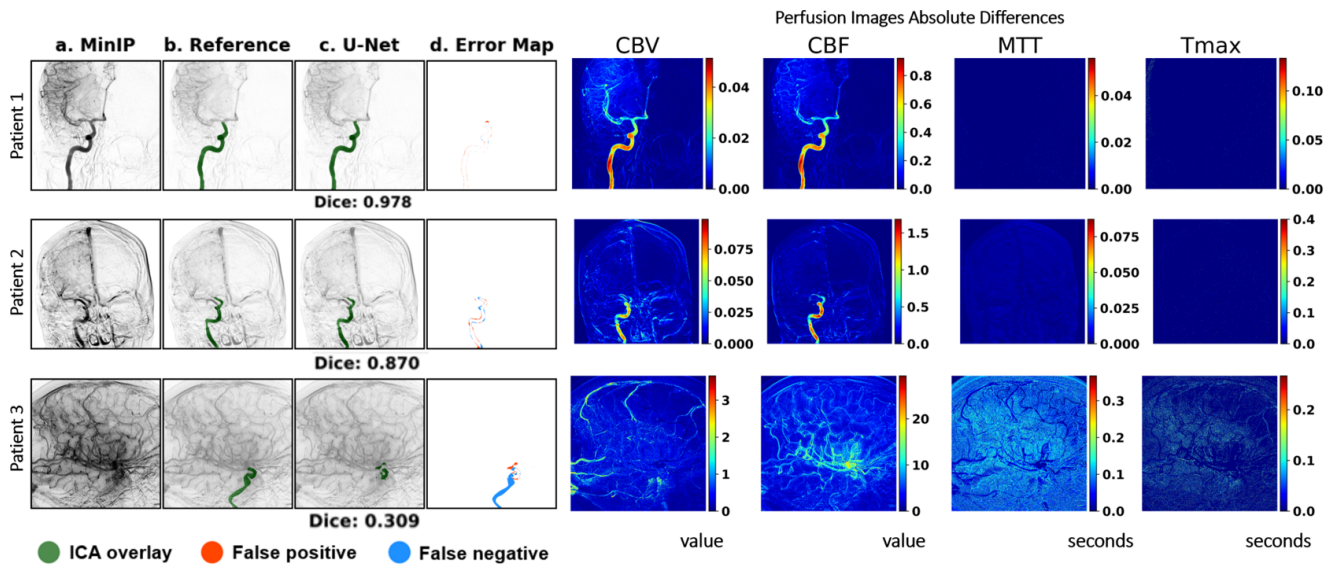 Perfusion Images Absolute Differences
a. MinIP b. Reference c. U-Net d. Error Map CBV CBF MTT Tmax
Patient 1
0.04 0.02 0.00
0.8 0.6 0.4 0.2 0.0
0.04 0.02 0.00
0.10 0.05 0.00
Dice: 0.978
Patient 2
0.075 0.050 0.025 0.000
1.5 1.0 0.5 0.0
0.075 0.050 0.025 0.000
0.4 0.3 0.2 0.1 0.0
Dice: 0.870
Patient 3
3 2 1 0
20 10 0
0.3 0.2 0.1 0.0
0.2 0.1 0.0
Dice: 0.309
value value seconds seconds
ICA overlay False positive False negative